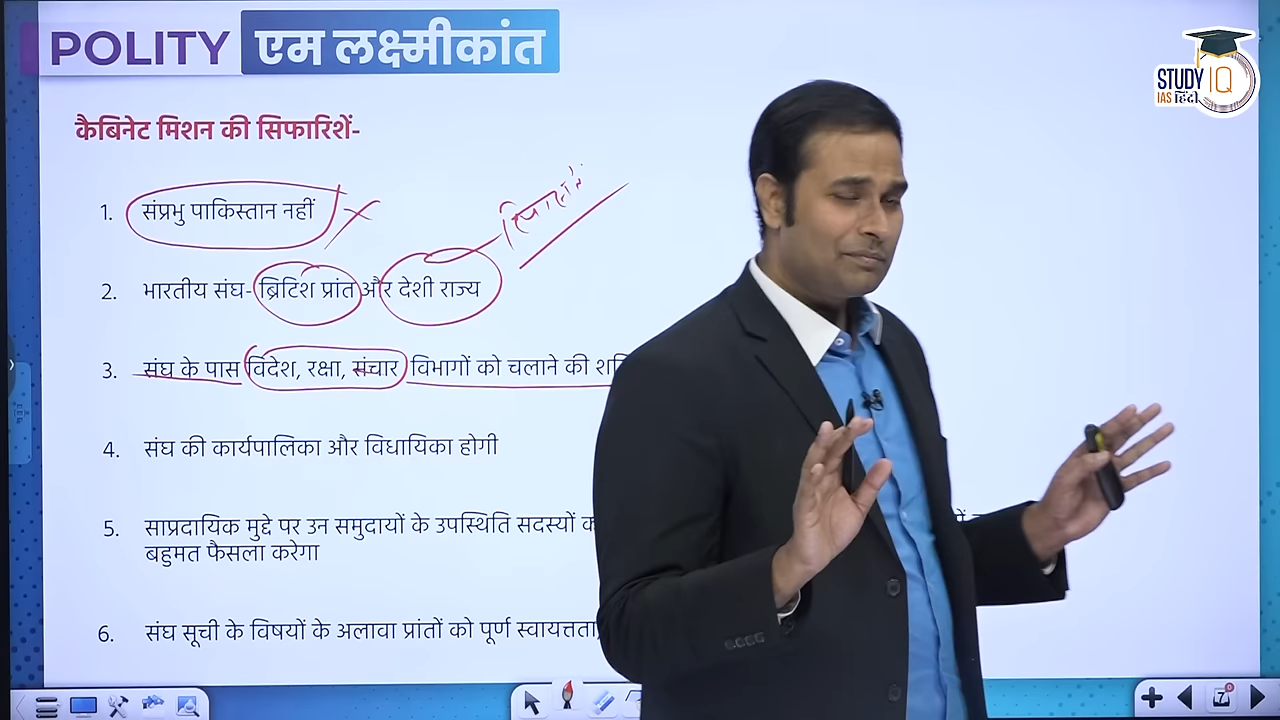 POLITY एम लक्ष्मीकांत
STUDY IQ
IAS हिंदी
कैबिनेट मिशन की सिफारिशें-
1. संप्रभु पाकिस्तान नहीं
2. भारतीय संघ- ब्रिटिश प्रांत और देशी राज्य
3. संघ के पास विदेश, रक्षा, संचार विभागों को चलाने की
4. संघ की कार्यपालिका और विधायिका होगी
5. साप्रदायिक मुद्दे पर उन समुदायों के उपस्थिति सदस्यों
बहुमत फैसला करेगा
6. संघ सूची के विषयों के अलावा प्रांतों को पूर्ण स्वायत्तता